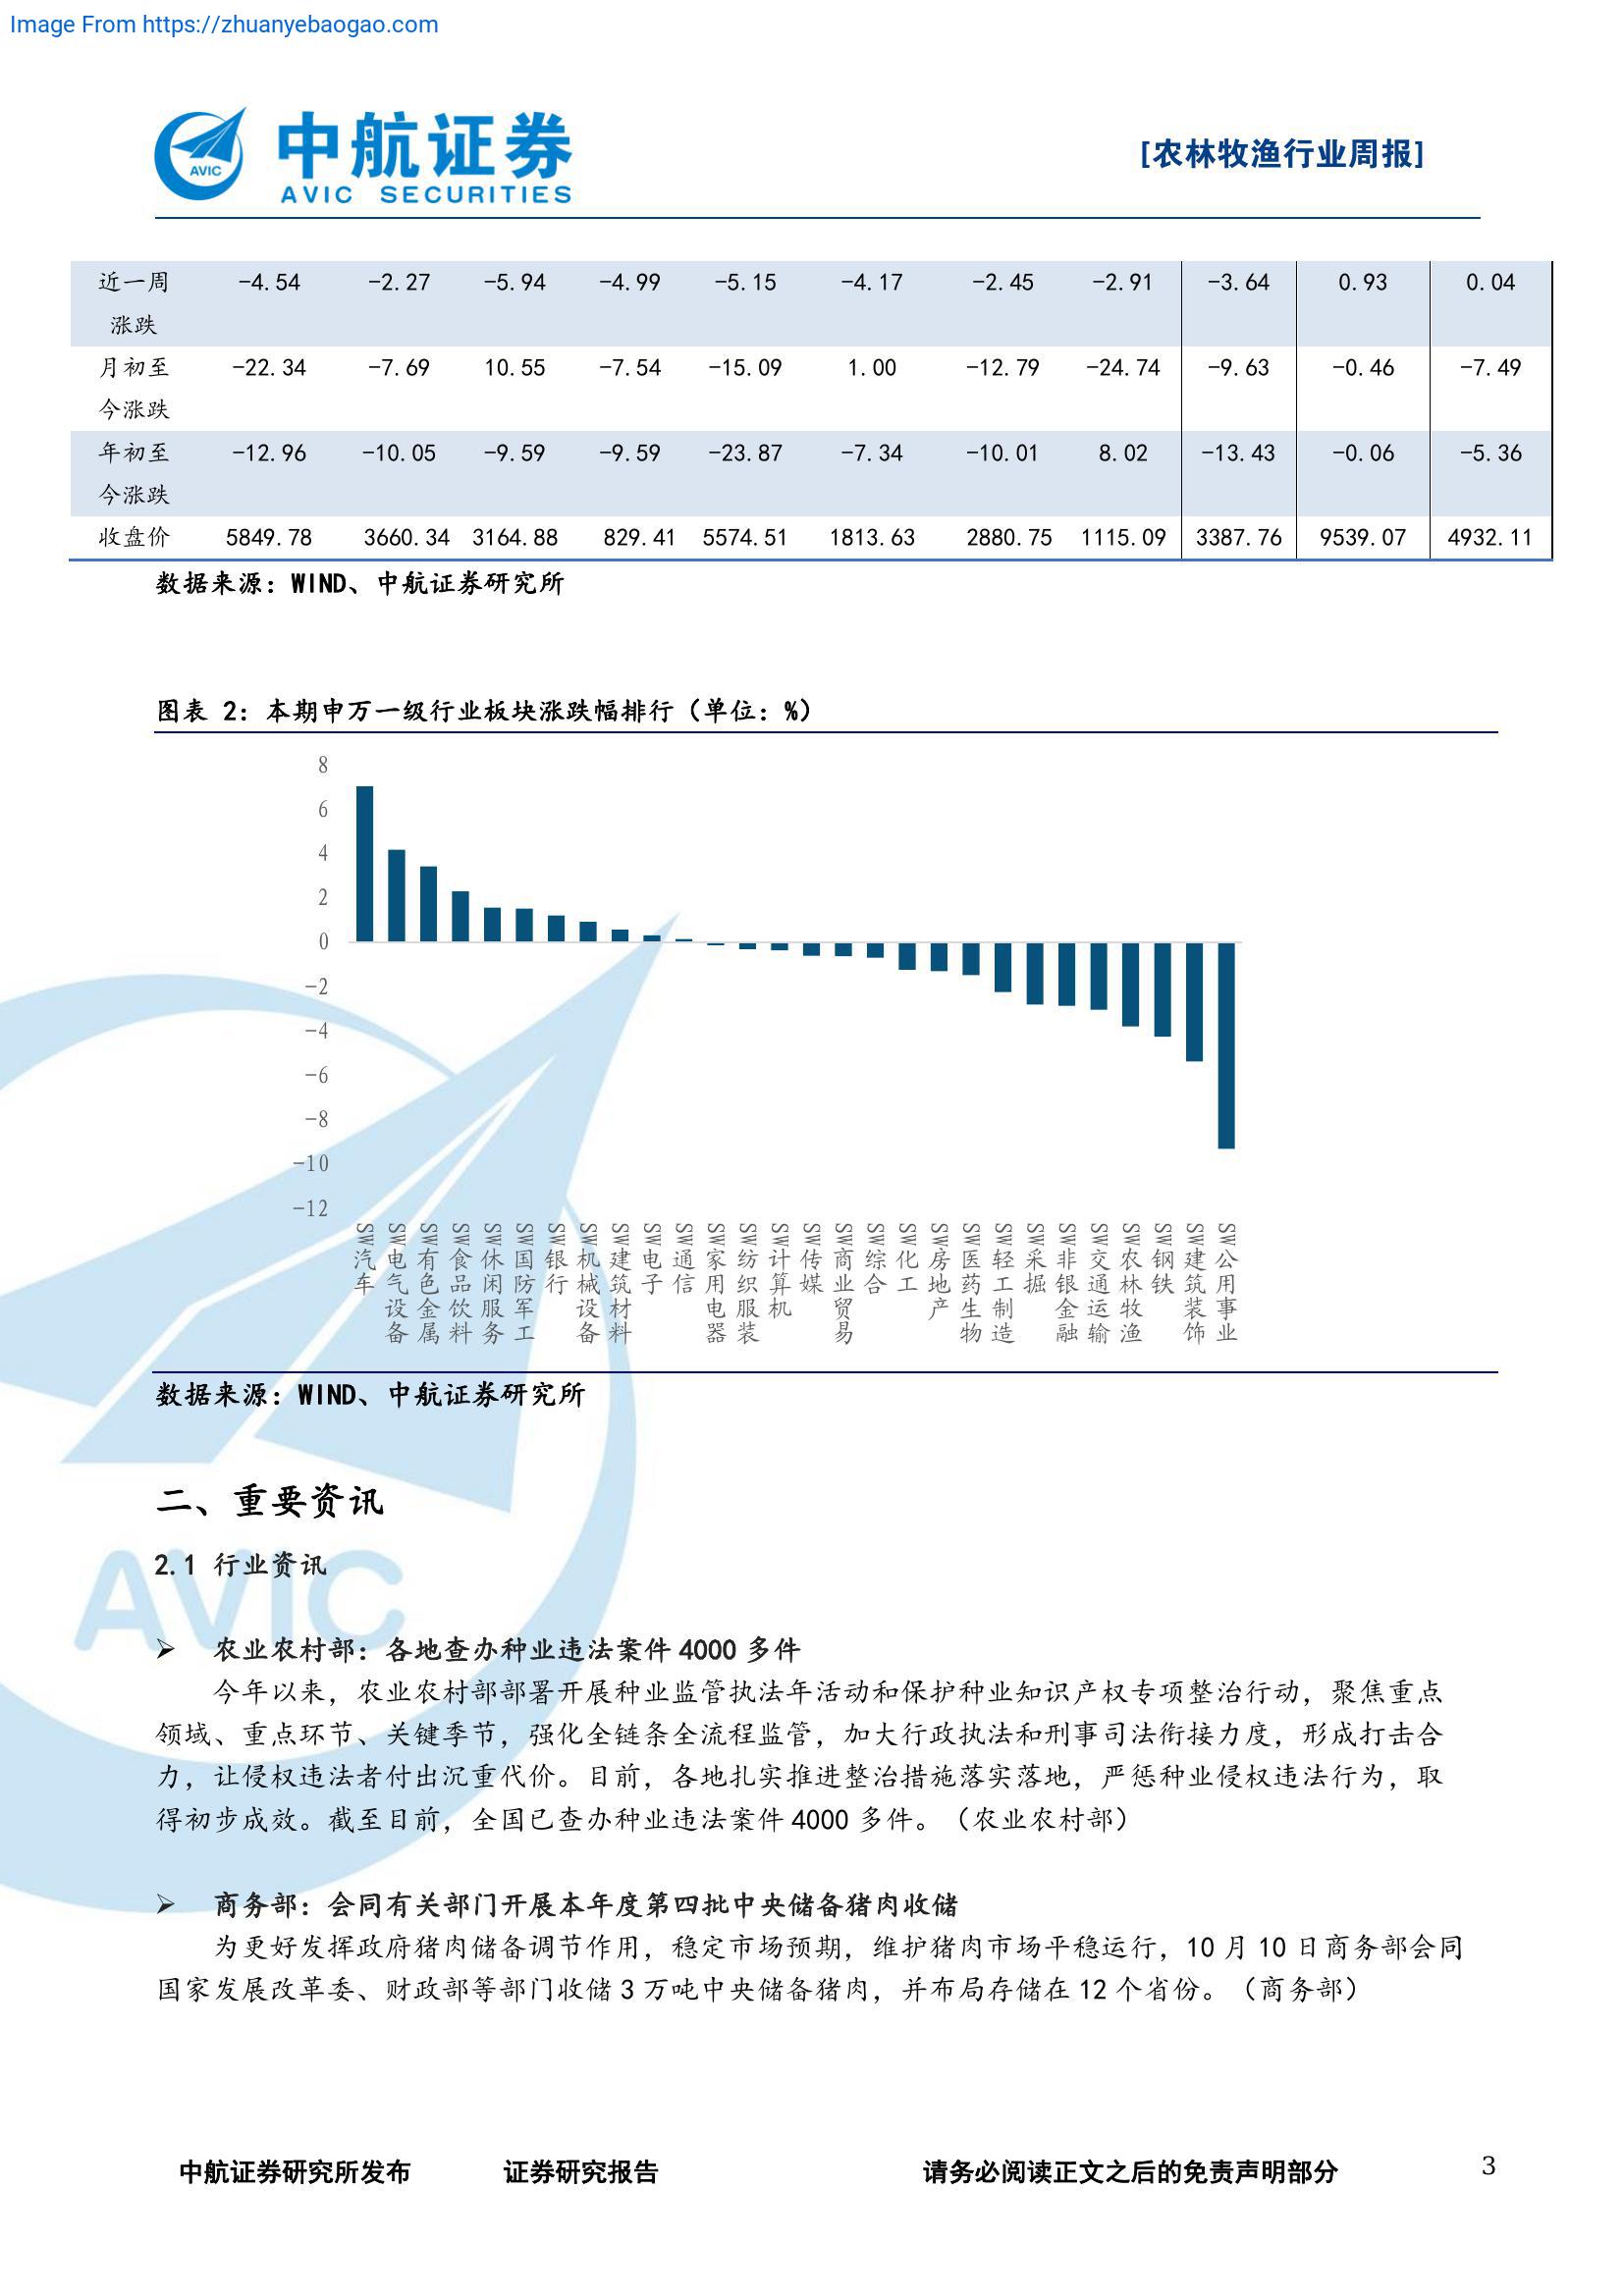 Image From https://zhuanyebaogao.com
AVIC
中航证券
AVIC SECURITIES
[农林牧渔行业周报]
近一周 -4.54 -2.27 -5.94 -4.99 -5.15 -4.17 -2.45 -2.91 -3.64 0.93 0.04
涨跌
月初至 -22.34 -7.69 10.55 -7.54 -15.09 1.00 -12.79 -24.74 -9.63 -0.46 -7.49
今涨跌
年初至 -12.96 -10.05 -9.59 -9.59 -23.87 -7.34 -10.01 8.02 -13.43 -0.06 -5.36
今涨跌
收盘价 5849.78 3660.34 3164.88 829.41 5574.51 1813.63 2880.75 1115.09 3387.76 9539.07 4932.11
数据来源：WIND、中航证券研究所
图表 2：本期申万一级行业板块涨跌幅排行（单位：%）
8
6
4
2
0
-2
-4
-6
-8
-10
-12
SW汽车
SW电气设备
SW有色金属
SW食品饮料
SW休闲服务
SW国防军工
SW银行
SW机械设备
SW建筑材料
SW电子
SW通信
SW家用电器
SW纺织服装
SW计算机
SW传媒
SW商业贸易
SW综合
SW化工
SW房地产
SW医药生物
SW轻工制造
SW采掘
SW非银金融
SW交通运输
SW农林牧渔
SW钢铁
SW建筑装饰
SW公用事业
数据来源：WIND、中航证券研究所
二、重要资讯
2.1 行业资讯
AVIC
➢ 农业农村部：各地查办种业违法案件 4000 多件
今年以来，农业农村部部署开展种业监管执法年活动和保护种业知识产权专项整治行动，聚焦重点
领域、重点环节、关键季节，强化全链条全流程监管，加大行政执法和刑事司法衔接力度，形成打击合
力，让侵权违法者付出沉重代价。目前，各地扎实推进整治措施落实落地，严惩种业侵权违法行为，取
得初步成效。截至目前，全国已查办种业违法案件 4000 多件。（农业农村部）
➢ 商务部：会同有关部门开展本年度第四批中央储备猪肉收储
为更好发挥政府猪肉储备调节作用，稳定市场预期，维护猪肉市场平稳运行，10 月 10 日商务部会同
国家发展改革委、财政部等部门收储 3 万吨中央储备猪肉，并布局存储在 12 个省份。（商务部）
中航证券研究所发布 证券研究报告 请务必阅读正文之后的免责声明部分 3